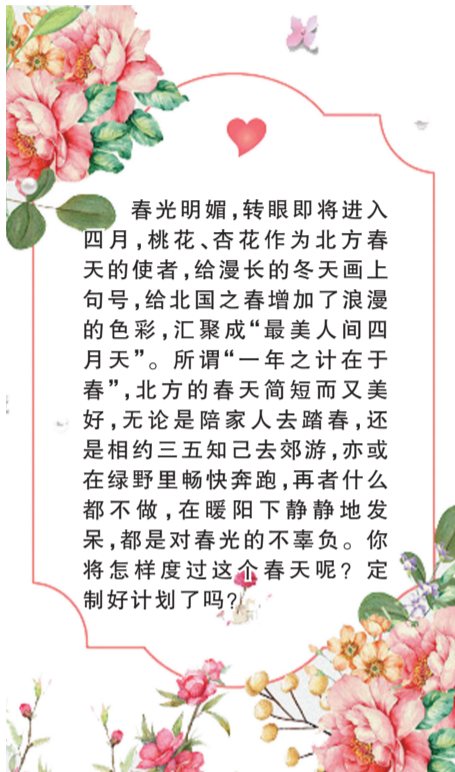 春光明媚,转眼即将进入
四月,桃花、杏花作为北方春
天的使者,给漫长的冬天画上
句号,给北国之春增加了浪漫
的色彩,汇聚成“最美人间四
月天”。所谓“一年之计在于
春”,北方的春天简短而又美
好,无论是陪家人去踏春,还
是相约三五知己去郊游,亦或
在绿野里畅快奔跑,再者什么
都不做,在暖阳下静静地发
呆,都是对春光的不辜负。你
将怎样度过这个春天呢？定
制好计划了吗？